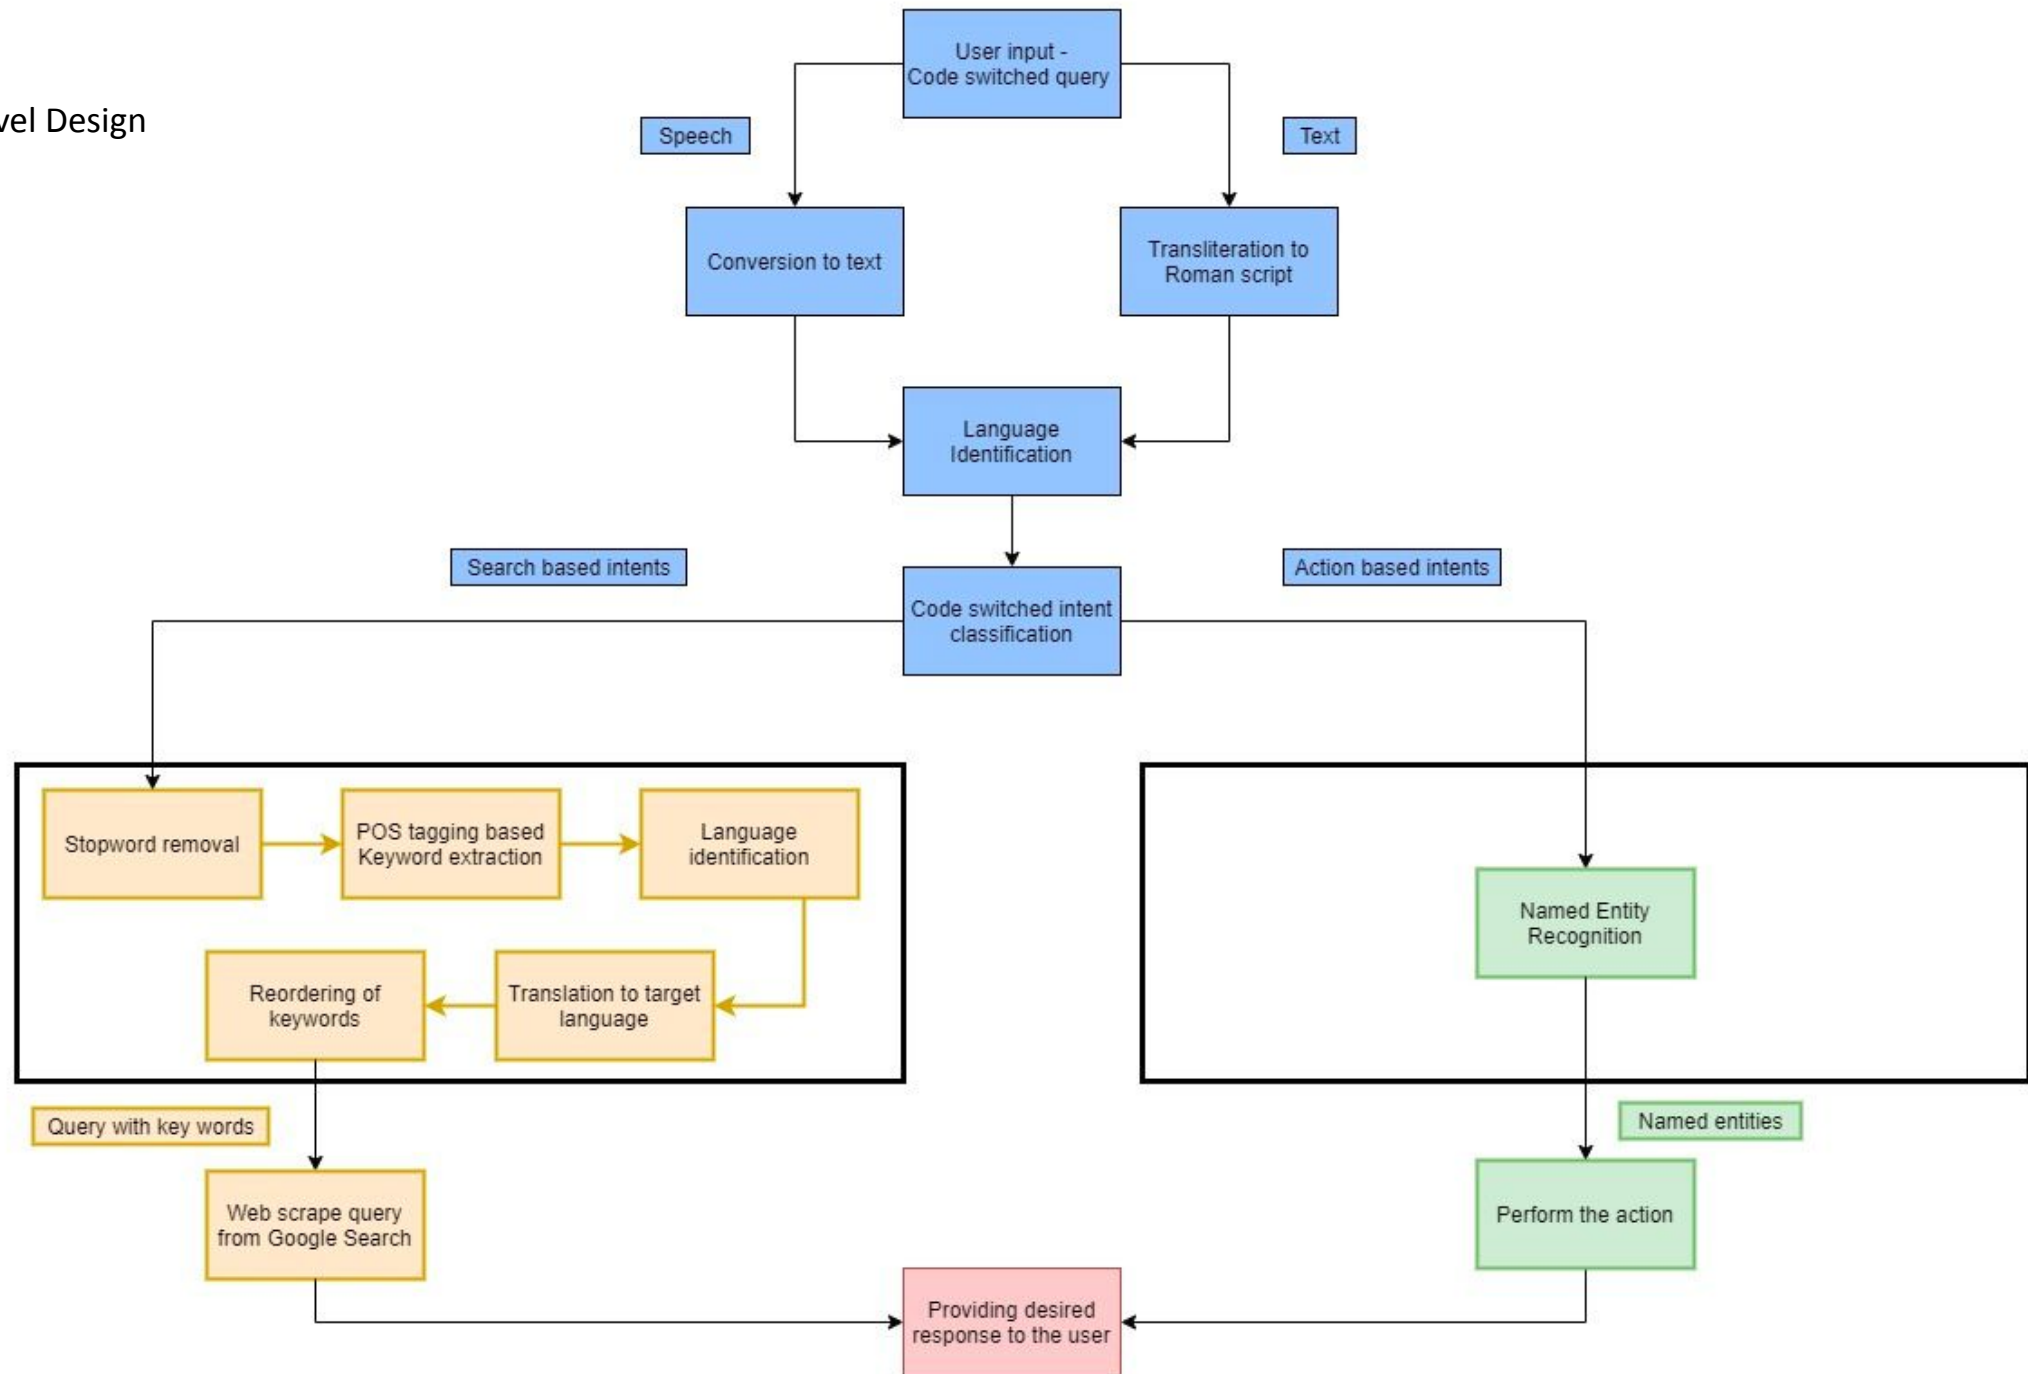 User input -
Code switched query
vel Design
Speech
Text
Conversion to text
Transliteration to
Roman script
Language
Identification
Search based intents
Action based intents
Code switched intent
classification
Stopword removal
POS tagging based
Keyword extraction
Language
identification
Named Entity
Recognition
Reordering of
keywords
Translation to target
language
Query with key words
Named entities
Web scrape query
from Google Search
Perform the action
Providing desired
response to the user